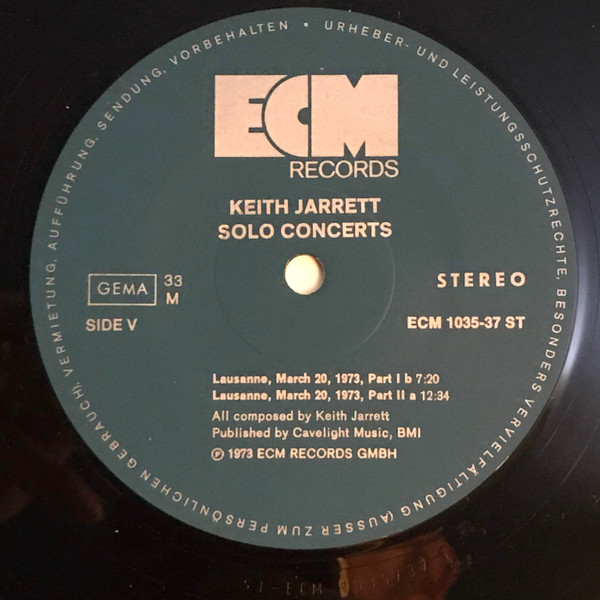 URHEBER- UND LEISTUNGSSCHUTZRECHTE, BESONDERS VERVIELFÄLTIGUNG (AUSSER ZUM PERSÖNLICHEN GEBRAUCH), VERMIETUNG, AUFFÜHRUNG, SENDUNG, VORBEHALTEN •
ECM
RECORDS
KEITH JARRETT
SOLO CONCERTS
GEMA 33 M
STEREO
SIDE V
ECM 1035-37 ST
Lausanne, March 20, 1973, Part I b 7:20
Lausanne, March 20, 1973, Part II a 12:34
All composed by Keith Jarrett
Published by Cavelight Music, BMI
℗ 1973 ECM RECORDS GMBH